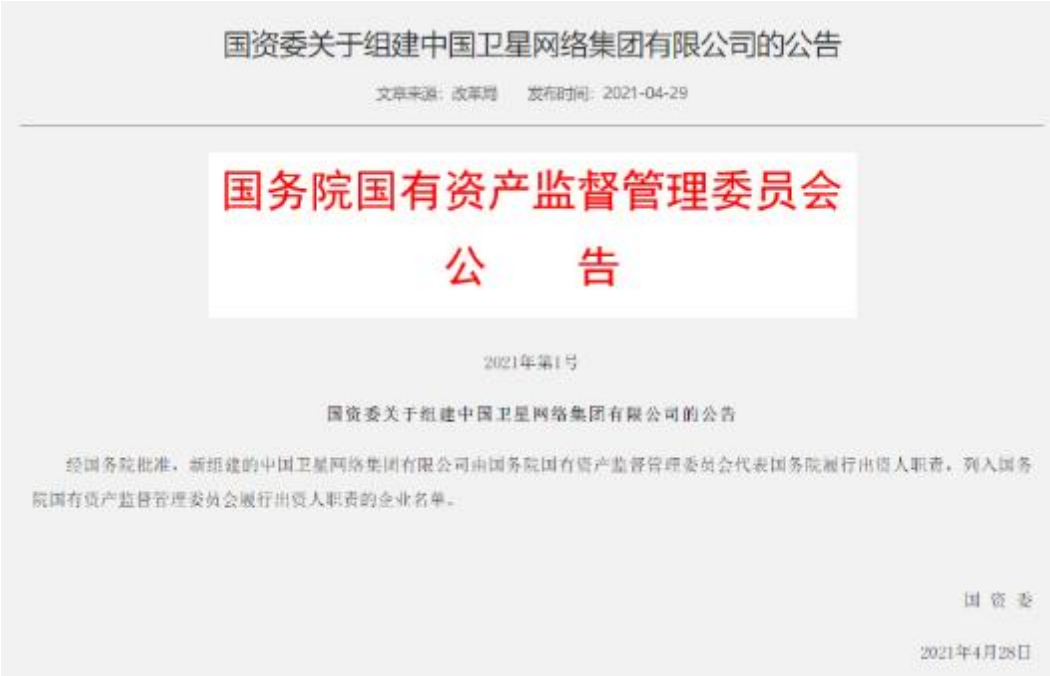 国资委关于组建中国卫星网络集团有限公司的公告
文章来源：改革局 发布时间：2021-04-29
国务院国有资产监督管理委员会
公 告
2021年第1号
国资委关于组建中国卫星网络集团有限公司的公告
经国务院批准，新组建的中国卫星网络集团有限公司由国务院国有资产监督管理委员会代表国务院履行出资人职责，列入国务
院国有资产监督管理委员会履行出资人职责的企业名单。
国 资 委
2021年4月28日